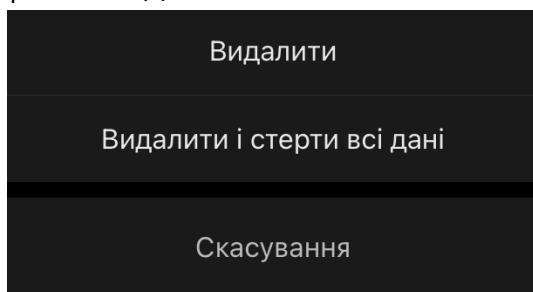 Видалити
Видалити і стерти всі дані
Скасування